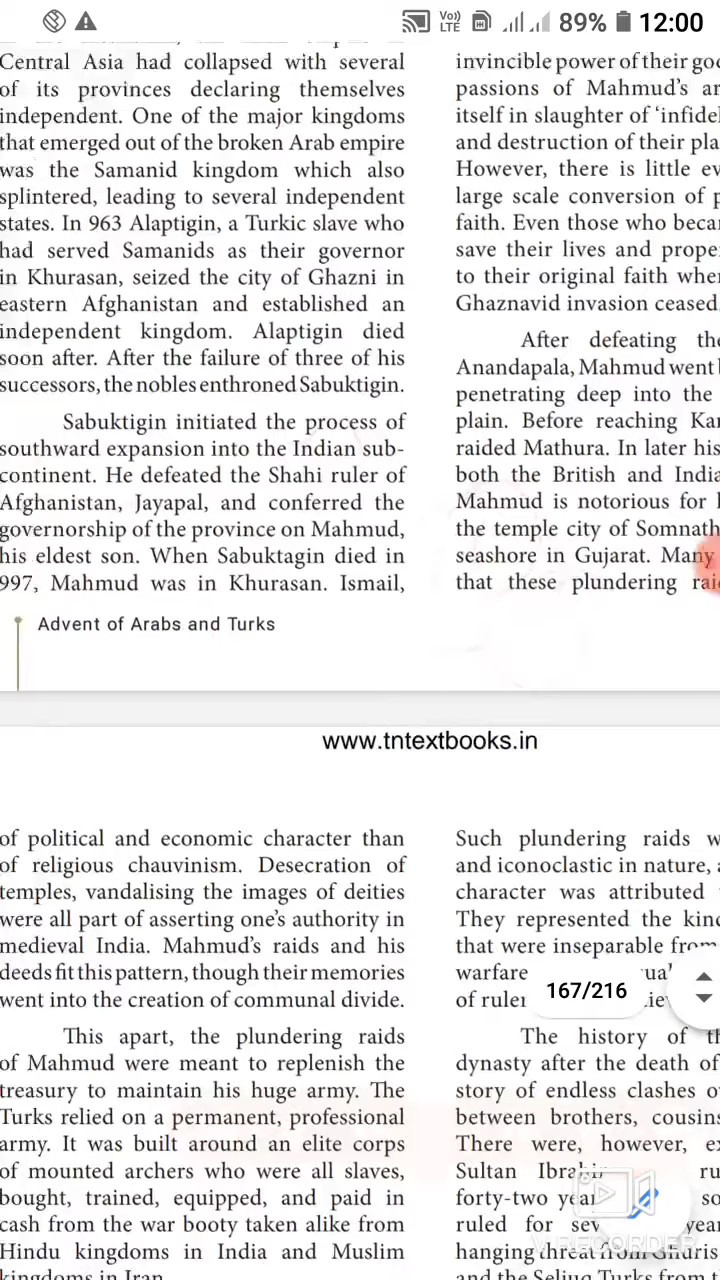 89% 12:00
Vo)
LTE
Central Asia had collapsed with several
of its provinces declaring themselves
independent. One of the major kingdoms
that emerged out of the broken Arab empire
was the Samanid kingdom which also
splintered, leading to several independent
states. In 963 Alaptigin, a Turkic slave who
had served Samanids as their governor
in Khurasan, seized the city of Ghazni in
eastern Afghanistan and established an
independent kingdom. Alaptigin died
soon after. After the failure of three of his
successors, the nobles enthroned Sabuktigin.
Sabuktigin initiated the process of
southward expansion into the Indian sub-
continent. He defeated the Shahi ruler of
Afghanistan, Jayapal, and conferred the
governorship of the province on Mahmud,
his eldest son. When Sabuktagin died in
997, Mahmud was in Khurasan. Ismail,
invincible power of their
passions of Mahmud's
itself in slaughter of
and destruction of their
However, there is little
large scale conversion of
faith. Even those who
save their lives and
to their original faith
Ghaznavid invasion ceased
After defeating
Anandapala, Mahmud went
penetrating deep into the
plain. Before reaching
raided Mathura. In later
both the British and
Mahmud is notorious for
the temple city of Somnath
seashore in Gujarat. Many
that these plundering
Advent of Arabs and Turks
www.tntextbooks.in
of political and economic character than
of religious chauvinism. Desecration of
temples, vandalising the images of deities
were all part of asserting one's authority in
medieval India. Mahmud's raids and his
deeds fit this pattern, though their memories
went into the creation of communal divide.
This apart, the plundering raids
of Mahmud were meant to replenish the
treasury to maintain his huge army. The
Turks relied on a permanent, professional
army. It was built around an elite corps
of mounted archers who were all slaves,
bought, trained, equipped, and paid in
cash from the war booty taken alike from
Hindu kingdoms in India and Muslim
kingdoms in Iran
Such plundering raids
and iconoclastic in nature,
character was attributed
They represented the
that were inseparable from
warfare
of
167/216
The history of
dynasty after the death of
story of endless clashes
between brothers, cousins
There were, however,
Sultan
forty-two
ruled for
hanging threat from Ghuris
and the Seljuq Turks from
VIRECORDER